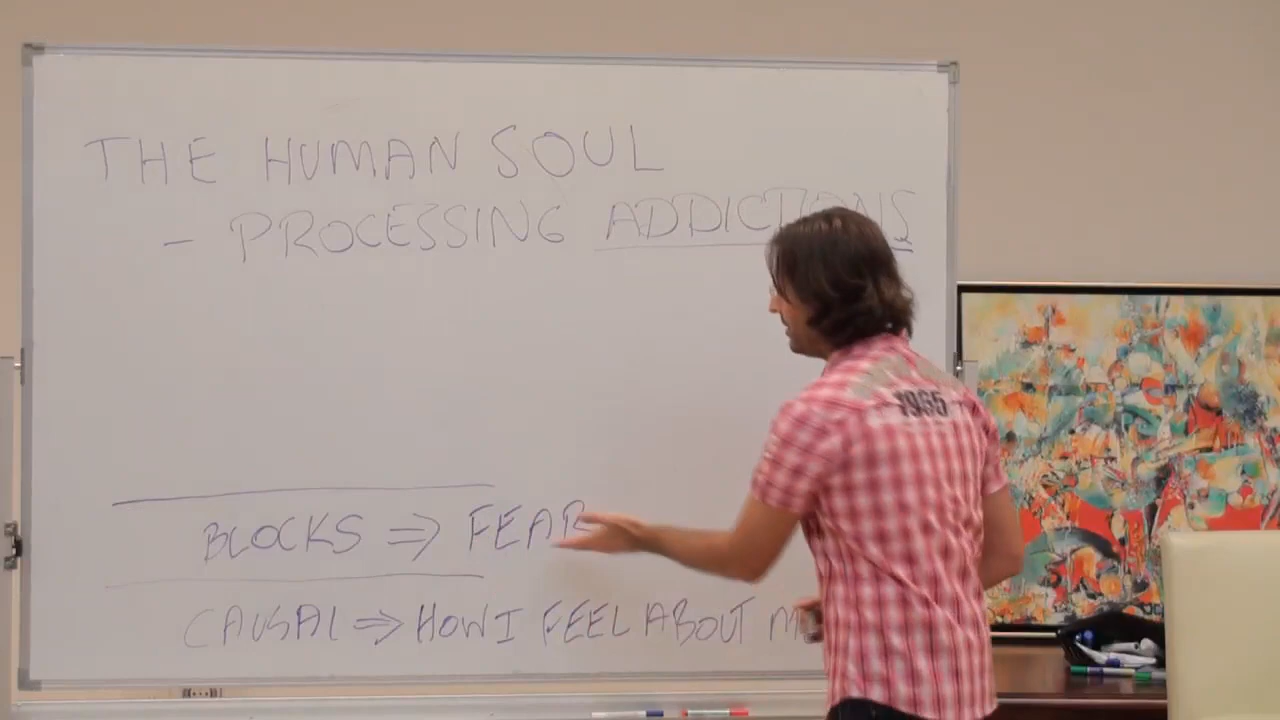 THE HUMAN SOUL
- PROCESSING ADDICTIONS
BLOCKS ⇒ FEAR
CAUSAL ⇒ HOW I FEEL ABOUT
1965